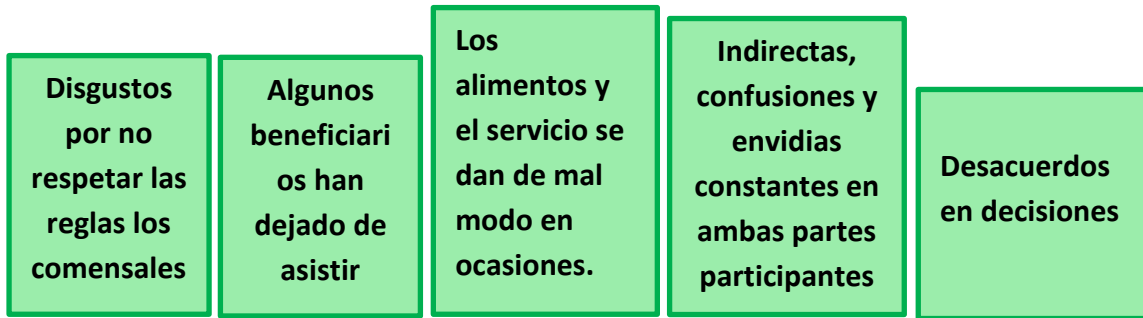 Disgustos
por no
respetar las
reglas los
comensales
Algunos
beneficiari
os han
dejado de
asistir
Los
alimentos y
el servicio se
dan de mal
modo en
ocasiones.
Indirectas,
confusiones y
envidias
constantes en
ambas partes
participantes
Desacuerdos
en decisiones